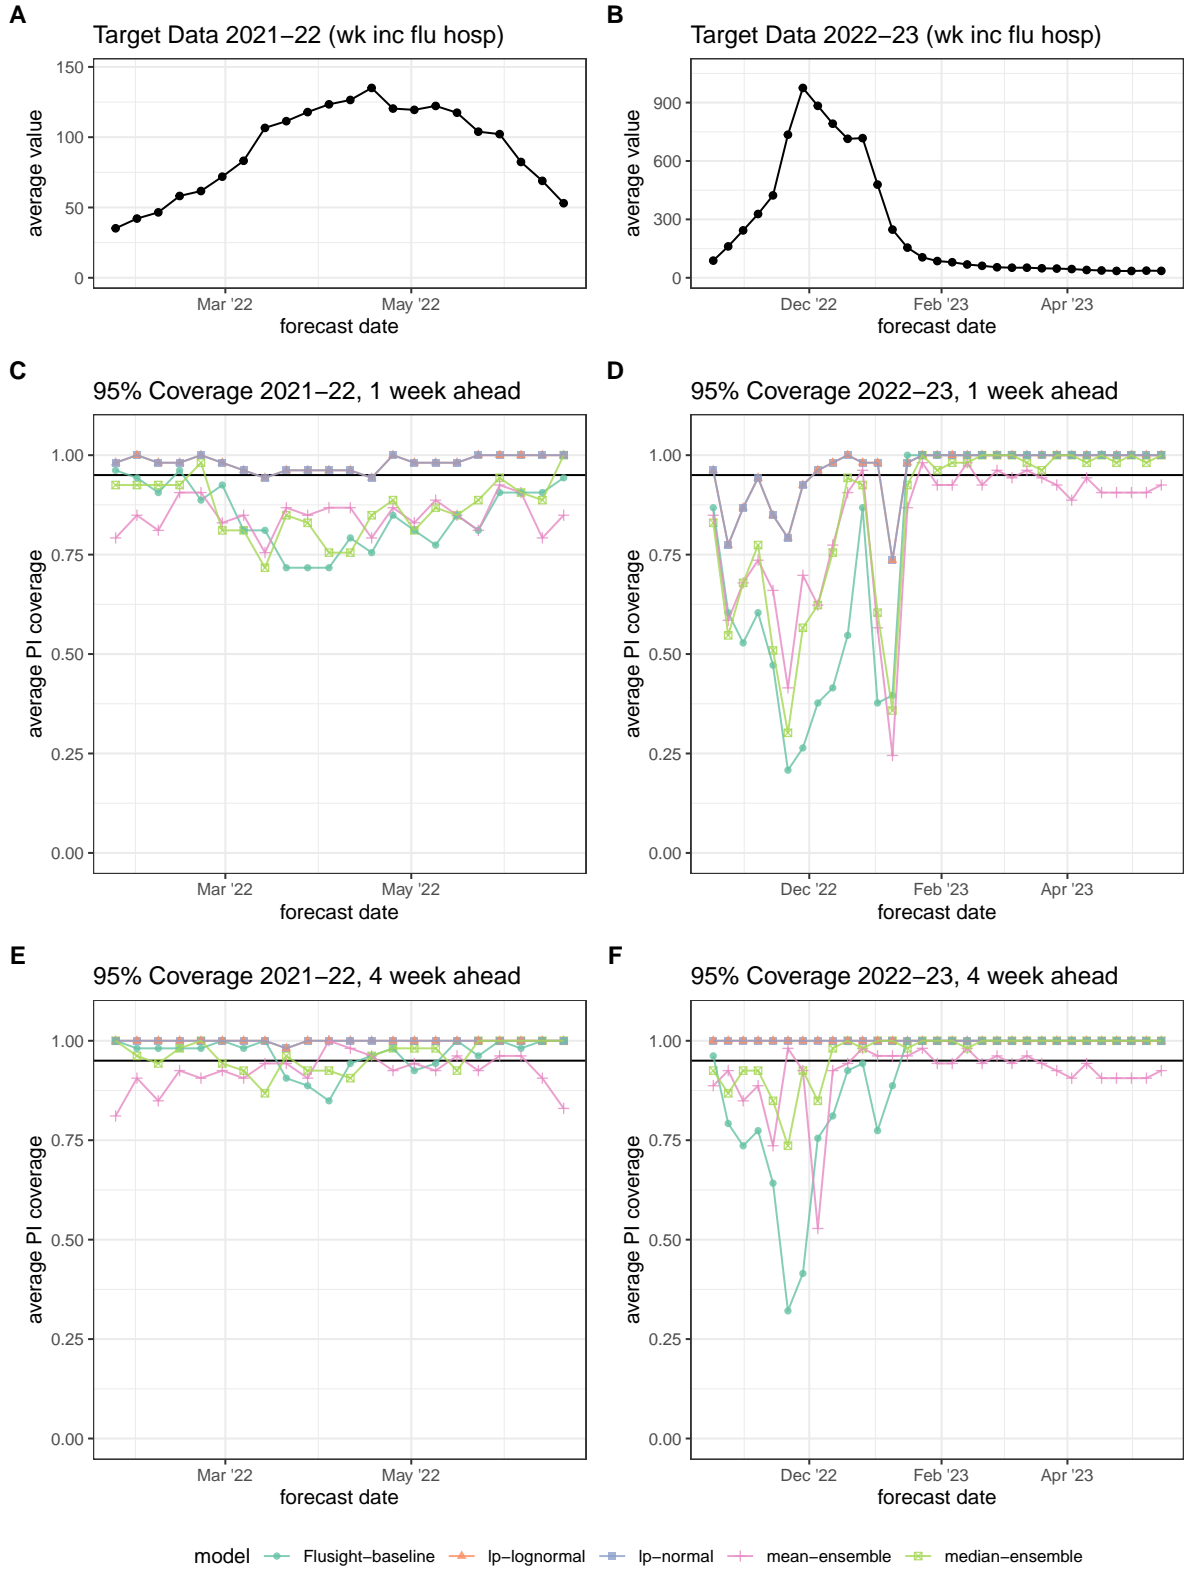 A
Target Data 2021−22 (wk inc flu hosp)
150
100
50
0
average value
Mar '22
May '22
forecast date
B
Target Data 2022−23 (wk inc flu hosp)
900
600
300
0
average value
Dec '22
Feb '23
Apr '23
forecast date
C
95% Coverage 2021−22, 1 week ahead
1.00
0.75
0.50
0.25
0.00
average PI coverage
Mar '22
May '22
forecast date
D
95% Coverage 2022−23, 1 week ahead
1.00
0.75
0.50
0.25
0.00
average PI coverage
Dec '22
Feb '23
Apr '23
forecast date
E
95% Coverage 2021−22, 4 week ahead
1.00
0.75
0.50
0.25
0.00
average PI coverage
Mar '22
May '22
forecast date
F
95% Coverage 2022−23, 4 week ahead
1.00
0.75
0.50
0.25
0.00
average PI coverage
Dec '22
Feb '23
Apr '23
forecast date
model Flusight−baseline lp−lognormal lp−normal mean−ensemble median−ensemble